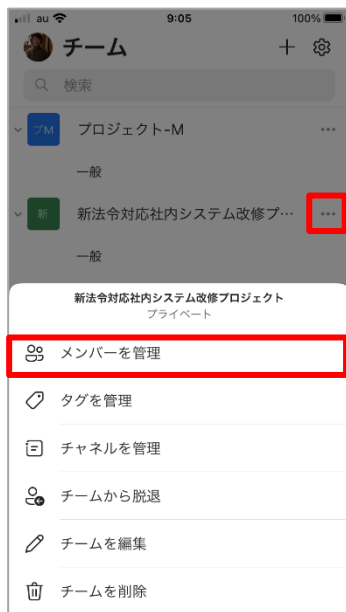 au 9:05 100%
チーム
検索
プM プロジェクト-M
一般
新 新法令対応社内システム改修プ…
一般
新法令対応社内システム改修プロジェクト
プライベート
メンバーを管理
タグを管理
チャネルを管理
チームから脱退
チームを編集
チームを削除